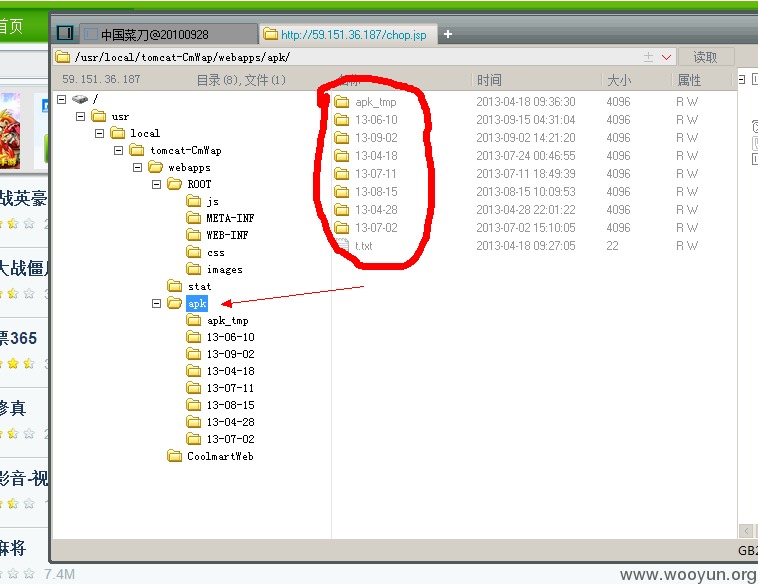 首页
中国菜刀@20100928
http://59.151.36.187/chop.jsp
/usr/local/tomcat-CmWap/webapps/apk/
读取
59.151.36.187
目录(8),文件(1)
名称 时间 大小 属性
/
usr
local
tomcat-CmWap
webapps
ROOT
js
META-INF
WEB-INF
css
images
stat
apk
apk_tmp
13-06-10
13-09-02
13-04-18
13-07-11
13-08-15
13-04-28
13-07-02
CoolmartWeb
apk_tmp 2013-04-18 09:36:30 4096 R W
13-06-10 2013-09-15 04:31:04 4096 R W
13-09-02 2013-09-02 14:21:20 4096 R W
13-04-18 2013-07-24 00:46:55 4096 R W
13-07-11 2013-07-11 18:49:39 4096 R W
13-08-15 2013-08-15 10:09:53 4096 R W
13-04-28 2013-04-28 22:01:22 4096 R W
13-07-02 2013-07-02 15:10:05 4096 R W
t.txt 2013-04-18 09:27:05 22 R W
战英豪
大战僵
票365
修真
影音-视
麻将
7.4M
GB2
www.wooyun.org